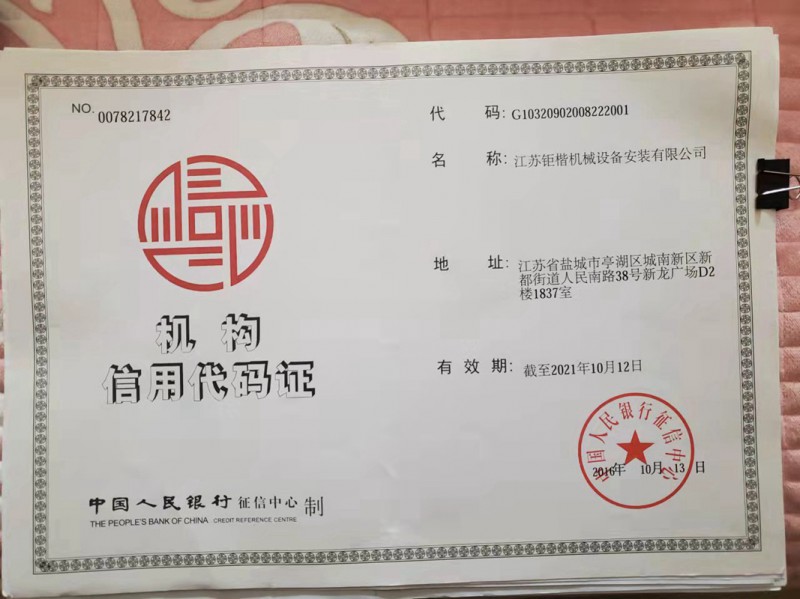 NO. 0078217842
机构
信用代码证
中国人民银行征信中心 制
THE PEOPLE'S BANK OF CHINA CREDIT REFERENCE CENTRE
代 码: G10320902008222001
名 称: 江苏钜楷机械设备安装有限公司
地 址: 江苏省盐城市亭湖区城南新区新
都街道人民南路38号新龙广场D2
楼1837室
有 效 期: 截至2021年10月12日
中国人民银行征信中心
2016年 10月 13日